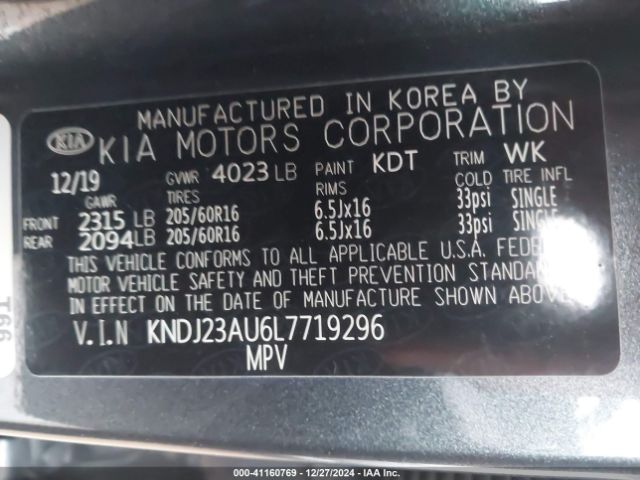 MANUFACTURED IN KOREA BY
KIA KIA MOTORS CORPORATION
12/19 GVWR 4023 LB PAINT KDT TRIM WK
GAWR TIRES RIMS COLD TIRE INFL
FRONT 2315 LB 205/60R16 6.5Jx16 33psi SINGLE
REAR 2094 LB 205/60R16 6.5Jx16 33psi SINGLE
THIS VEHICLE CONFORMS TO ALL APPLICABLE U.S.A. FEDE
MOTOR VEHICLE SAFETY AND THEFT PREVENTION STANDA
IN EFFECT ON THE DATE OF MANUFACTURE SHOWN ABOVE
V.I.N KNDJ23AU6L7719296
MPV
000-41160769 - 12/27/2024 - IAA Inc.